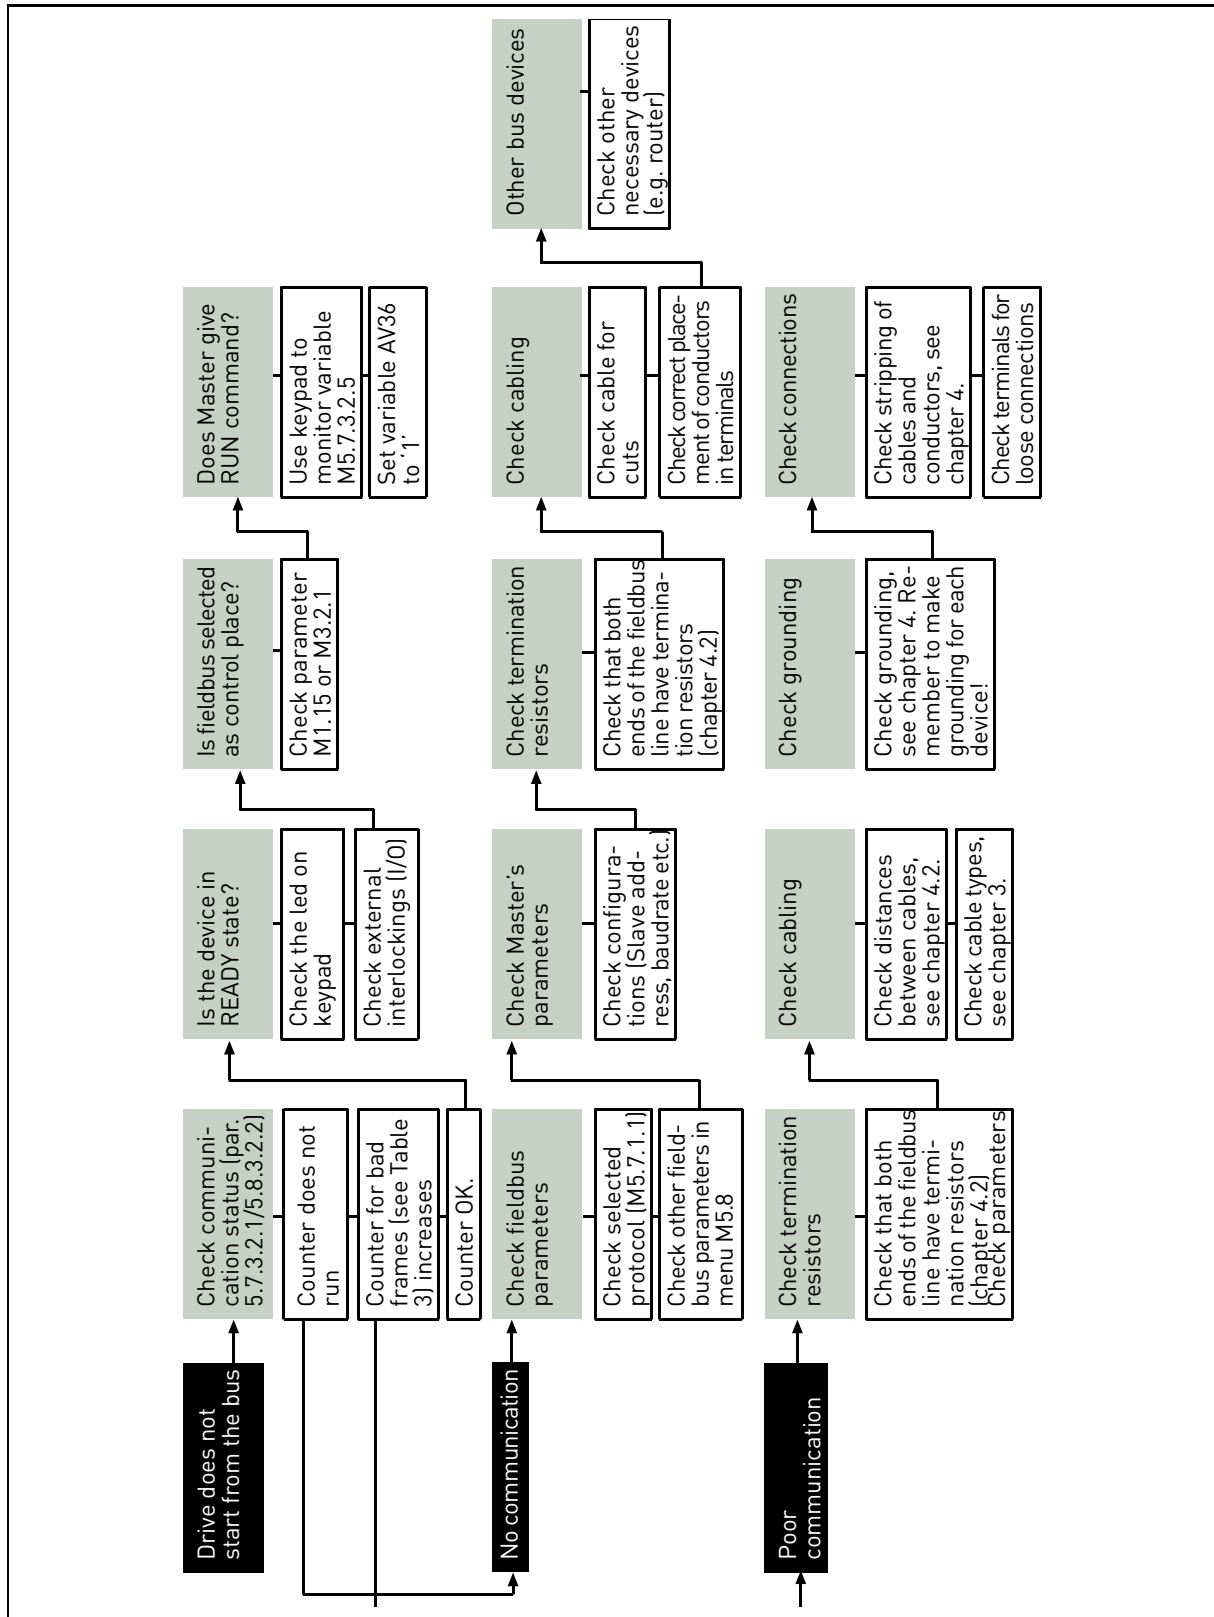 Drive does not
start from the bus
Check communi-
cation status (par.
5.7.3.2.1/5.8.3.2.2)
Counter does not
run
Counter for bad
frames (see Table
3) increases
Counter OK.
Is the device in
READY state?
Check the led on
keypad
Check external
interlockings (I/O)
Is fieldbus selected
as control place?
Check parameter
M1.15 or M3.2.1
Does Master give
RUN command?
Use keypad to
monitor variable
M5.7.3.2.5
Set variable AV36
to ‘1’
No communication
Check fieldbus
parameters
Check selected
protocol (M5.7.1.1)
Check other field-
bus parameters in
menu M5.8
Check Master’s
parameters
Check configura-
tions (Slave add-
ress, baudrate etc.)
Check termination
resistors
Check that both
ends of the fieldbus
line have termina-
tion resistors
(chapter 4.2)
Check cabling
Check cable for
cuts
Check correct place-
ment of conductors
in terminals
Other bus devices
Check other
necessary devices
(e.g. router)
Poor
communication
Check termination
resistors
Check that both
ends of the fieldbus
line have termi-
nation resistors
(chapter 4.2)
Check parameters
Check cabling
Check distances
between cables,
see chapter 4.2.
Check cable types,
see chapter 3.
Check grounding
Check grounding,
see chapter 4. Re-
member to make
grounding for each
device!
Check connections
Check stripping of
cables and
conductors, see
chapter 4.
Check terminals for
loose connections